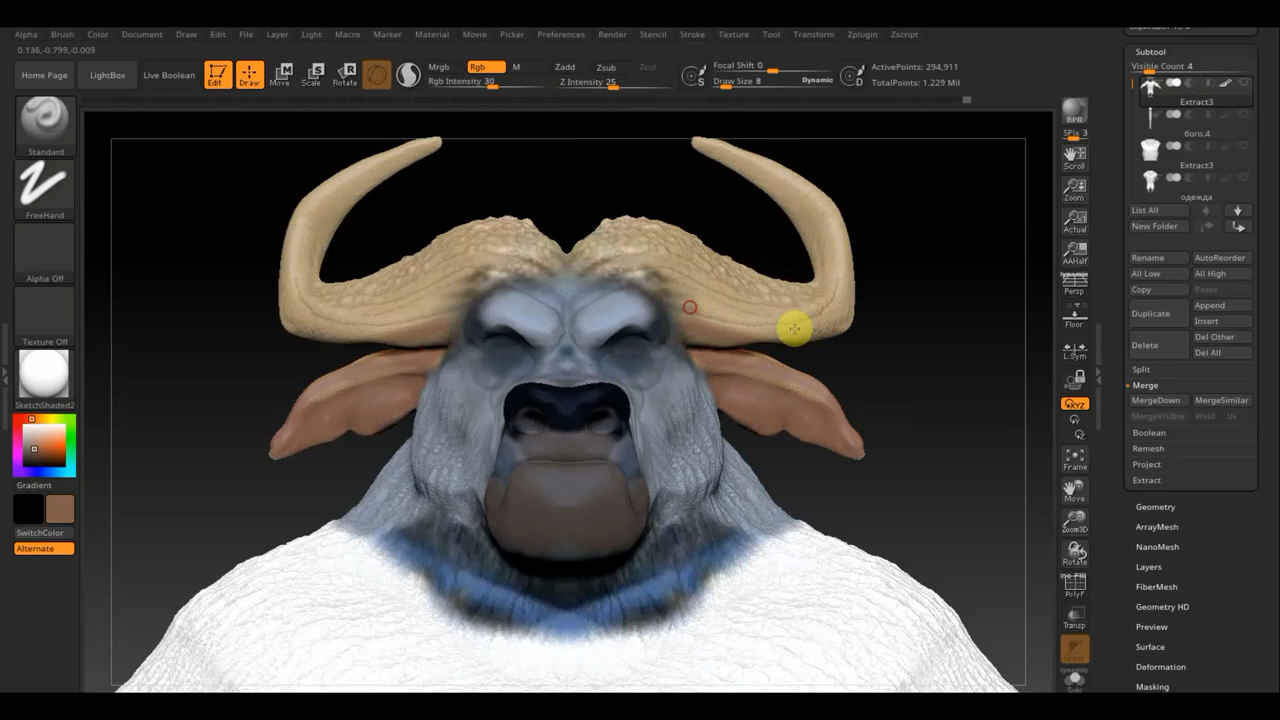 Alpha Brush Color Document Draw Edit File Layer Light Macro Marker Material Movie Picker Preferences Render Stencil Stroke Texture Tool Transform Zplugin Zscript
0.136,-0.799,-0.009
Home Page LightBox Live Boolean Edit Draw Move Scale Rotate
Mrgb Rgb M Zadd Zsub Zcut
Rgb Intensity 30 Z Intensity 25
S Focal Shift 0
Draw Size 8 Dynamic D
ActivePoints: 294,911
TotalPoints: 1.229 Mil
Standard
FreeHand
Alpha Off
Texture Off
SketchShaded2
Gradient
SwitchColor
Alternate
BPR
SPix 3
Scroll
Zoom
Actual
AAHalf
Dynamic
Persp
Floor
L.Sym
XYZ
Frame
Move
Zoom3D
Rotate
PolyF
Transp
Ghost
Dynamic
Solo
Subtool
Visible Count 4
Extract3
6oro.4
Extract3
одежда
List All
New Folder
Rename AutoReorder
All Low All High
Copy Paste
Duplicate Append
Insert
Delete Del Other
Del All
Split
Merge
MergeDown MergeSimilar
MergeVisible Weld Uv
Boolean
Remesh
Project
Extract
Geometry
ArrayMesh
NanoMesh
Layers
FiberMesh
Geometry HD
Preview
Surface
Deformation
Masking